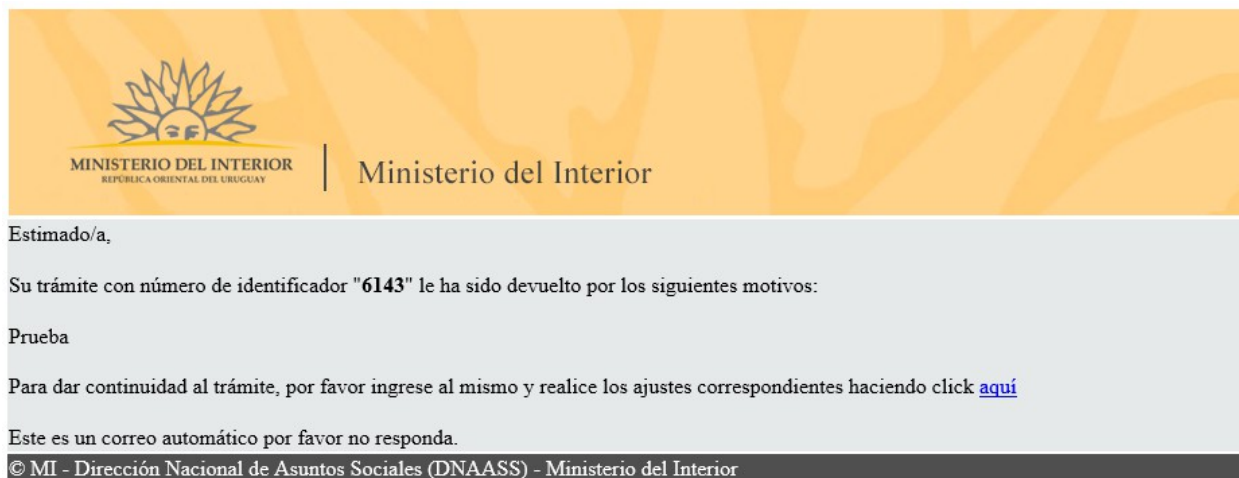 MINISTERIO DEL INTERIOR
REPÚBLICA ORIENTAL DEL URUGUAY
Ministerio del Interior
Estimado/a,
Su trámite con número de identificador "6143" le ha sido devuelto por los siguientes motivos:
Prueba
Para dar continuidad al trámite, por favor ingrese al mismo y realice los ajustes correspondientes haciendo click aquí
Este es un correo automático por favor no responda.
© MI - Dirección Nacional de Asuntos Sociales (DNAASS) - Ministerio del Interior